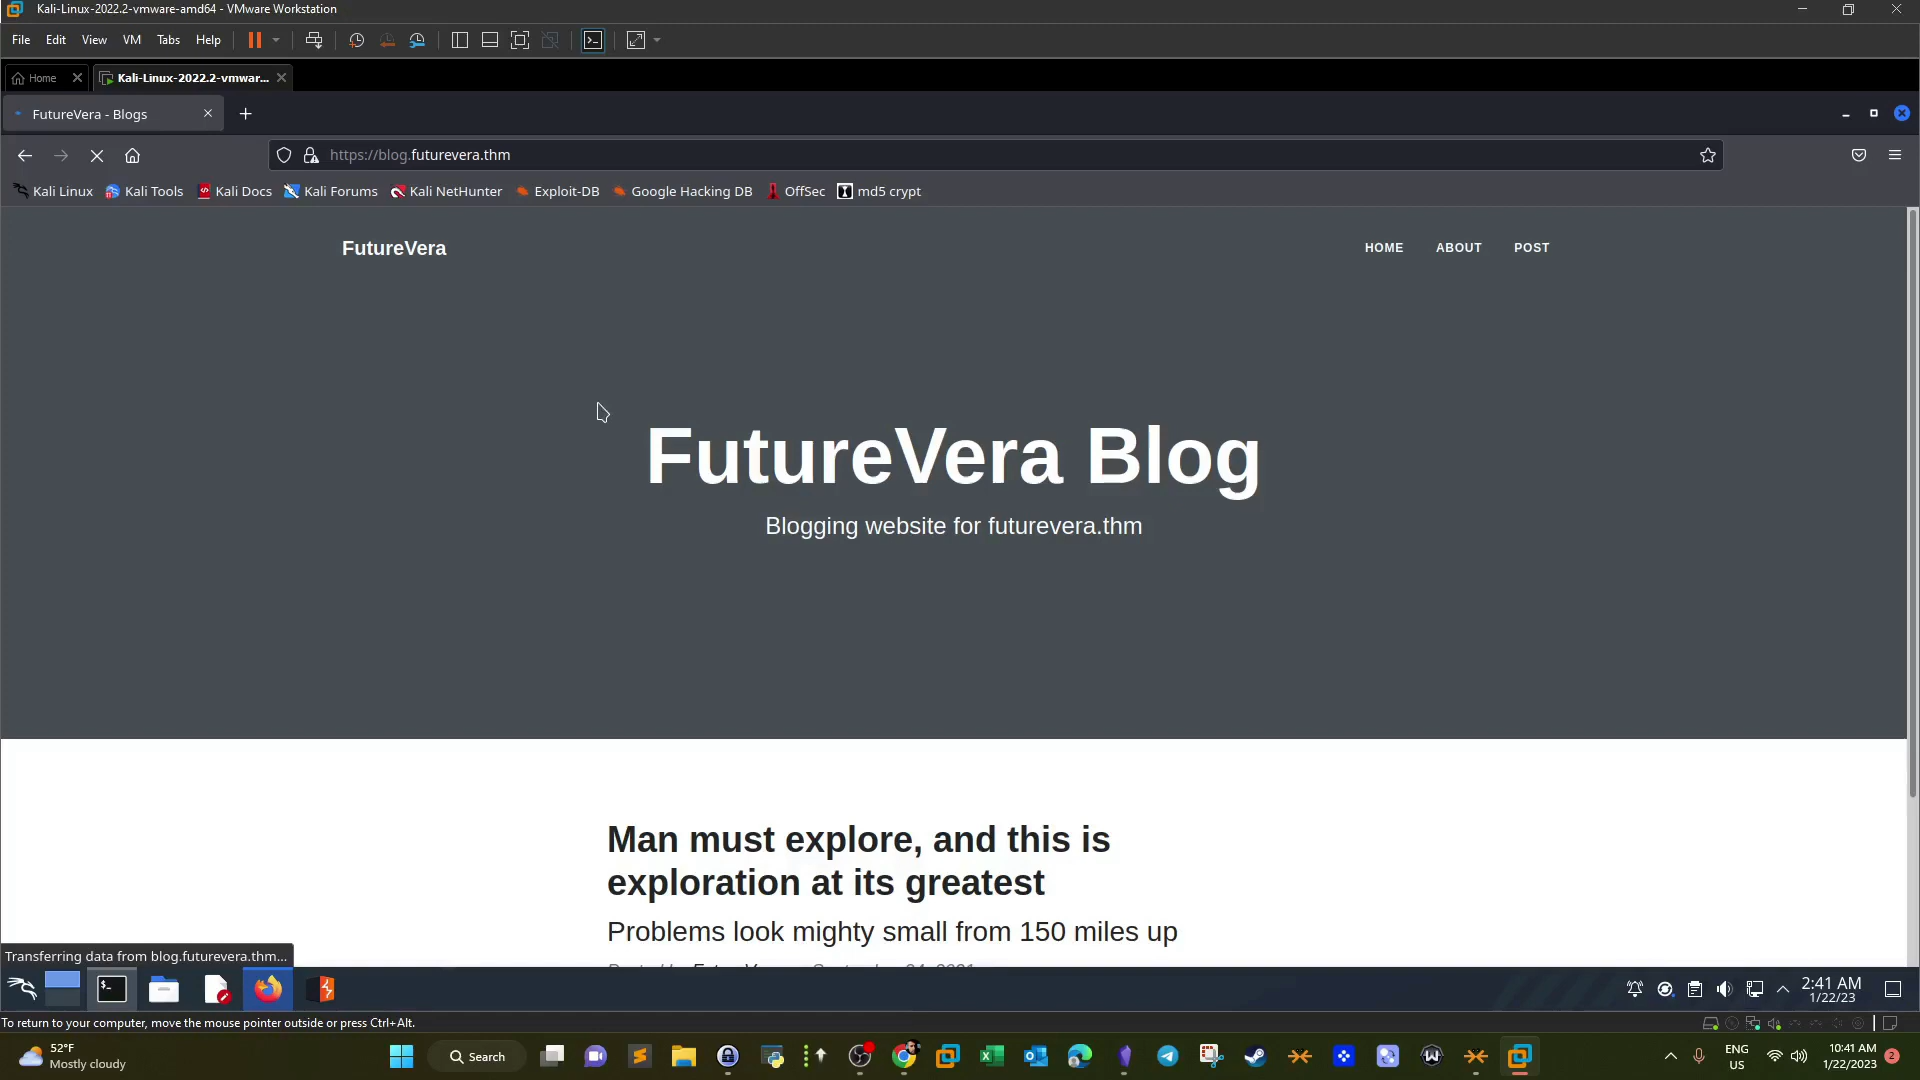 Kali-Linux-2022.2-vmware-amd64 - VMware Workstation
File Edit View VM Tabs Help
Home Kali-Linux-2022.2-vmwar...
FutureVera - Blogs
https://blog.futurevera.thm
Kali Linux Kali Tools Kali Docs Kali Forums Kali NetHunter Exploit-DB Google Hacking DB OffSec md5 crypt
FutureVera HOME ABOUT POST
FutureVera Blog
Blogging website for futurevera.thm
Man must explore, and this is
exploration at its greatest
Problems look mighty small from 150 miles up
Transferring data from blog.futurevera.thm...
2:41 AM
1/22/23
To return to your computer, move the mouse pointer outside or press Ctrl+Alt.
52°F
Mostly cloudy
Search
ENG
US
10:41 AM
1/22/2023
2